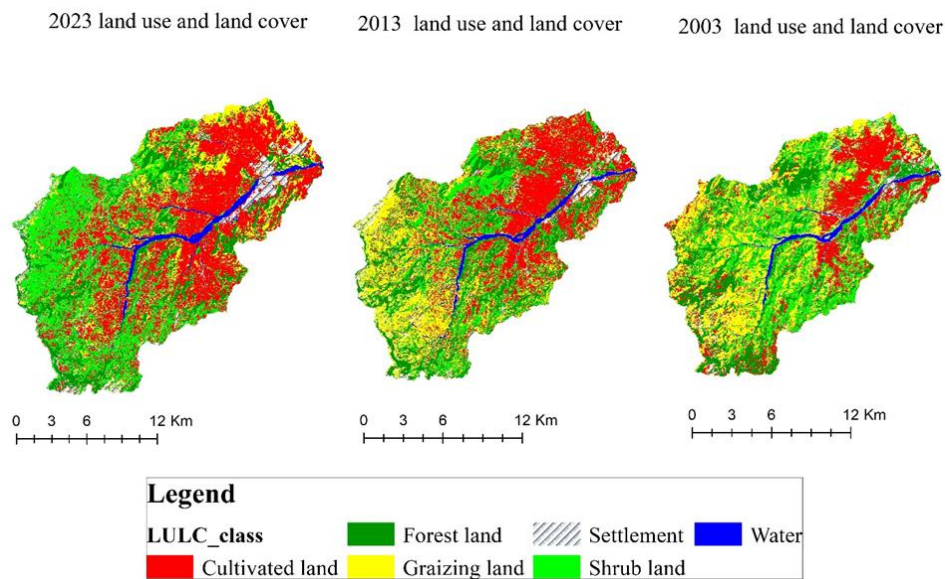 2023 land use and land cover
2013 land use and land cover
2003 land use and land cover
0 3 6 12 Km
0 3 6 12 Km
0 3 6 12 Km
Legend
LULC_class
Forest land
Settlement
Water
Cultivated land
Graizing land
Shrub land